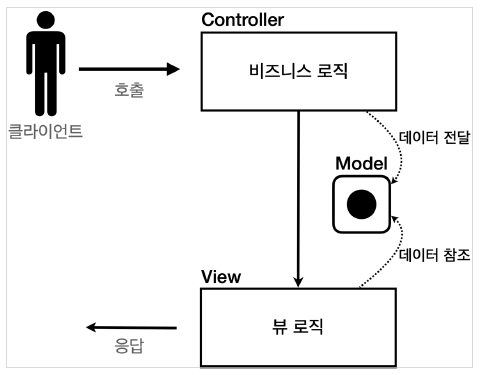 Controller
비즈니스 로직
호출
클라이언트
데이터 전달
Model
데이터 참조
View
뷰 로직
응답